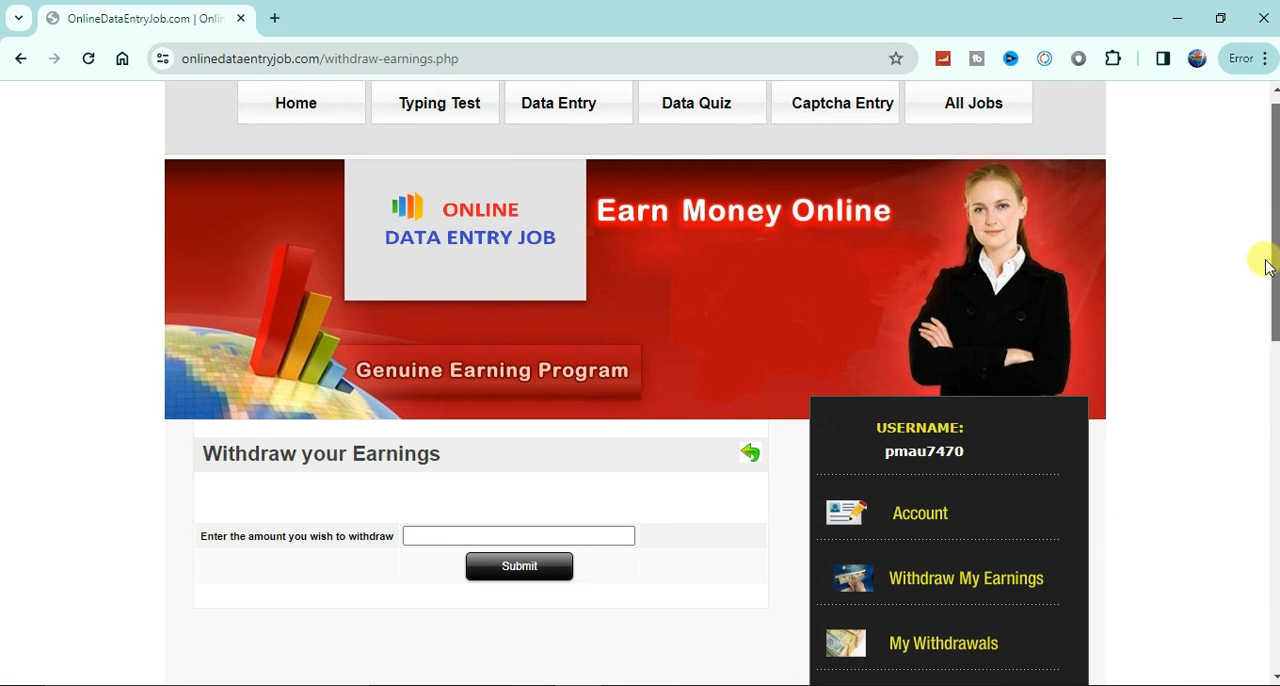 OnlineDataEntryJob.com | Onlin
onlinedataentryjob.com/withdraw-earnings.php
Error
Home
Typing Test
Data Entry
Data Quiz
Captcha Entry
All Jobs
ONLINE
DATA ENTRY JOB
Earn Money Online
Genuine Earning Program
Withdraw your Earnings
Enter the amount you wish to withdraw
Submit
USERNAME:
pmau7470
Account
Withdraw My Earnings
My Withdrawals